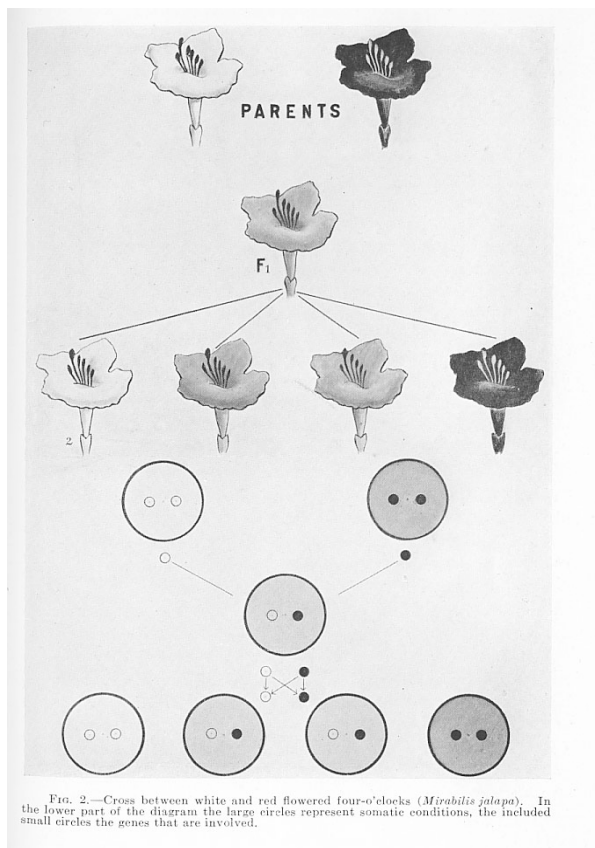 PARENTS
F1
2
FIG. 2.—Cross between white and red flowered four-o'clocks (Mirabilis jalapa). In
the lower part of the diagram the large circles represent somatic conditions, the included
small circles the genes that are involved.